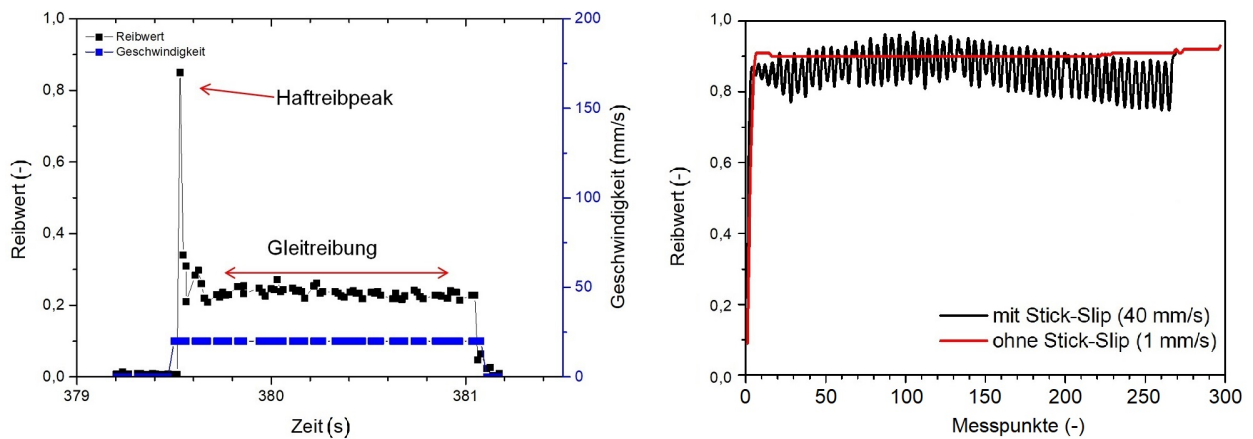 1,0
0,8
0,6
0,4
0,2
0,0
Reibwert (-)
Reibwert
Geschwindigkeit
Haftreibpeak
Gleitreibung
200
150
100
50
0
Geschwindigkeit (mm/s)
379 380 381
Zeit (s)
1,0
0,8
0,6
0,4
0,2
0,0
Reibwert (-)
mit Stick-Slip (40 mm/s)
ohne Stick-Slip (1 mm/s)
0 50 100 150 200 250 300
Messpunkte (-)